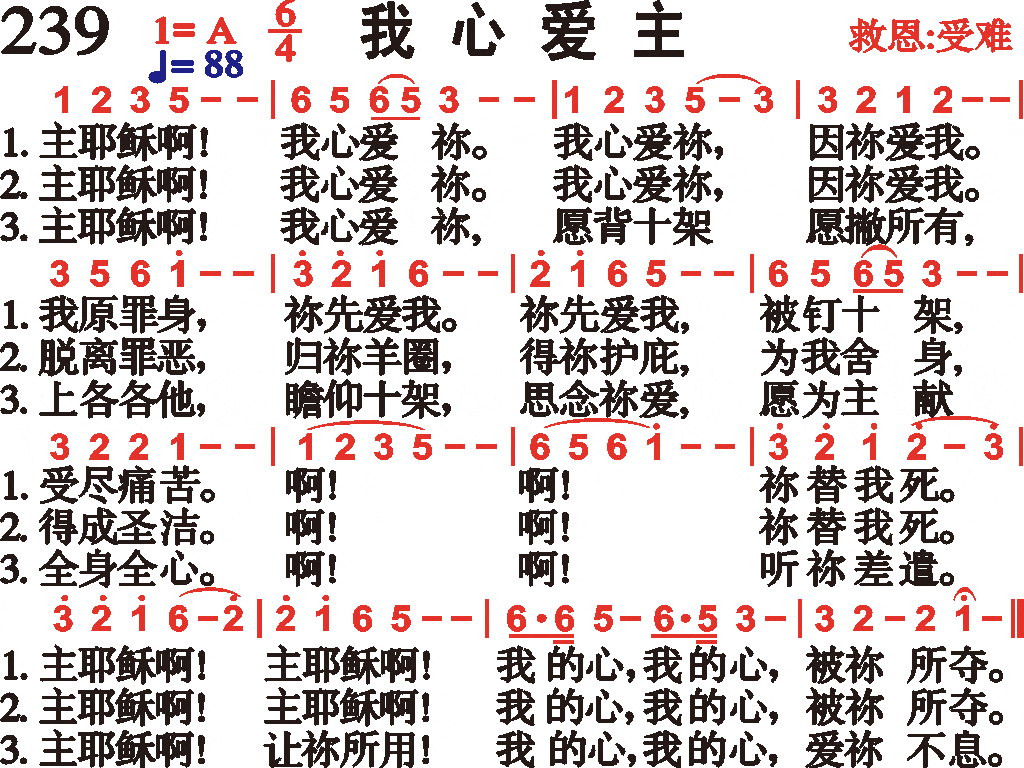 239 1= A 6/4 我心爱主 救恩:受难
♩= 88
1 2 3 5 - - | 6 5 6 5 3 - - | 1 2 3 5 - 3 | 3 2 1 2 - - |
1. 主耶稣啊! 我心爱 祢。 我心爱祢, 因祢爱我。
2. 主耶稣啊! 我心爱 祢。 我心爱祢, 因祢爱我。
3. 主耶稣啊! 我心爱 祢, 愿背十架 愿撇所有,
3 5 6 i - - | 3̇ 2̇ i 6 - - | 2̇ i 6 5 - - | 6 5 6 5 3 - - |
1. 我原罪身, 祢先爱我。 祢先爱我, 被钉十 架,
2. 脱离罪恶, 归祢羊圈, 得祢护庇, 为我舍 身,
3. 上各各他, 瞻仰十架, 思念祢爱, 愿为主 献
3 2 2 1 - - | 1 2 3 5 - - | 6 5 6 i - - | 3̇ 2̇ i 2̇ - 3̇ |
1. 受尽痛苦。 啊! 啊! 祢替我死。
2. 得成圣洁。 啊! 啊! 祢替我死。
3. 全身全心。 啊! 啊! 听祢差遣。
3̇ 2̇ i 6 - 2̇ | 2̇ i 6 5 - - | 6 · 6 5 - 6 · 5 3 - | 3 2 - 2 i - ‖
1. 主耶稣啊! 主耶稣啊! 我的心,我的心, 被祢 所夺。
2. 主耶稣啊! 主耶稣啊! 我的心,我的心, 被祢 所夺。
3. 主耶稣啊! 让祢所用! 我的心,我的心, 爱祢 不息。